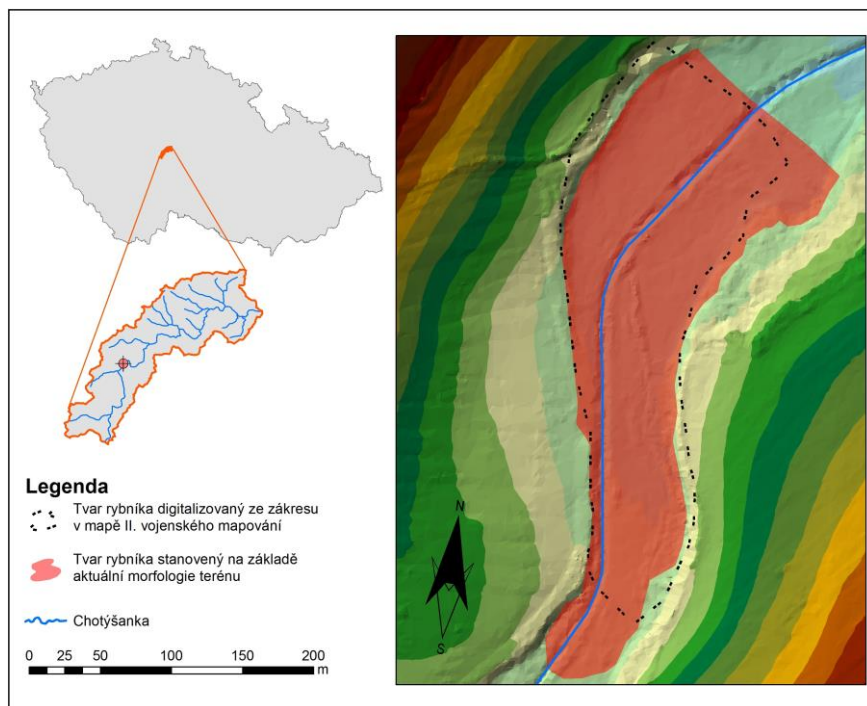 Legenda
Tvar rybníka digitalizovaný ze zákresu
v mapě II. vojenského mapování
Tvar rybníka stanovený na základě
aktuální morfologie terénu
Chotýšanka
0 25 50 100 150 200
m
N
S